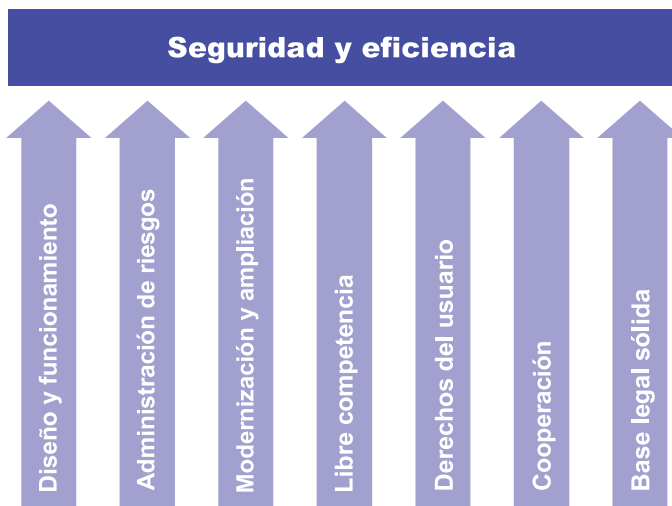 Seguridad y eficiencia
Diseño y funcionamiento
Administración de riesgos
Modernización y ampliación
Libre competencia
Derechos del usuario
Cooperación
Base legal sólida